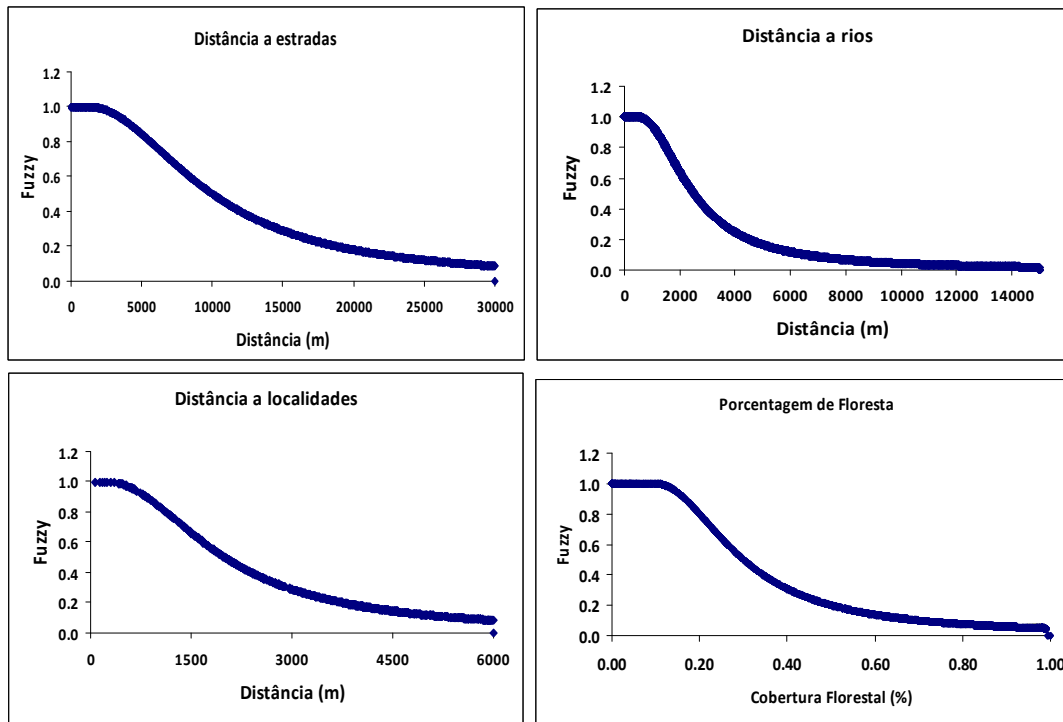 Distância a estradas
1.2
1.0
0.8
0.6
0.4
0.2
0.0
Fuzzy
0 5000 10000 15000 20000 25000 30000
Distância (m)
Distância a rios
1.2
1.0
0.8
0.6
0.4
0.2
0.0
Fuzzy
0 2000 4000 6000 8000 10000 12000 14000
Distância (m)
Distância a localidades
1.2
1.0
0.8
0.6
0.4
0.2
0.0
Fuzzy
0 1500 3000 4500 6000
Distância (m)
Porcentagem de Floresta
1.2
1.0
0.8
0.6
0.4
0.2
0.0
Fuzzy
0.00 0.20 0.40 0.60 0.80 1.00
Cobertura Florestal (%)